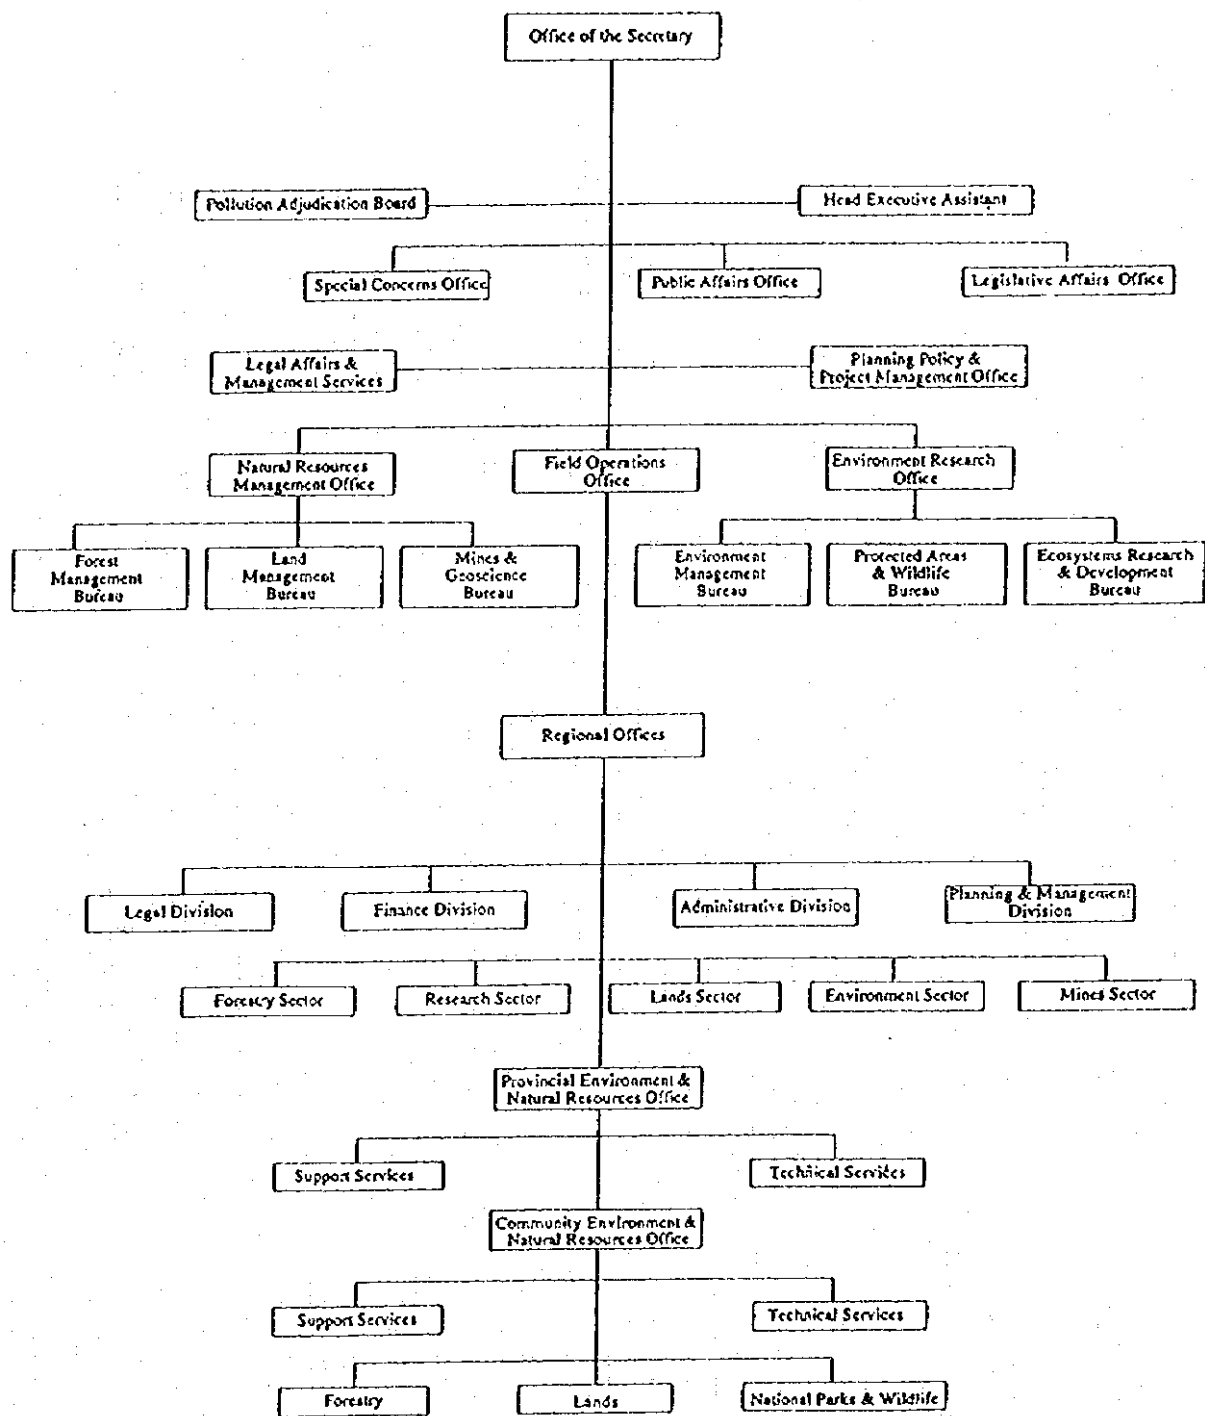 Office of the Secretary
Pollution Adjudication Board
Head Executive Assistant
Special Concerns Office
Public Affairs Office
Legislative Affairs Office
Legal Affairs &
Management Services
Planning Policy &
Project Management Office
Natural Resources
Management Office
Field Operations
Office
Environment Research
Office
Forest
Management
Bureau
Land
Management
Bureau
Mines &
Geoscience
Bureau
Environment
Management
Bureau
Protected Areas
& Wildlife
Bureau
Ecosystems Research
& Development
Bureau
Regional Offices
Legal Division
Finance Division
Administrative Division
Planning & Management
Division
Forestry Sector
Research Sector
Lands Sector
Environment Sector
Mines Sector
Provincial Environment &
Natural Resources Office
Support Services
Technical Services
Community Environment &
Natural Resources Office
Support Services
Technical Services
Forestry
Lands
National Parks & Wildlife